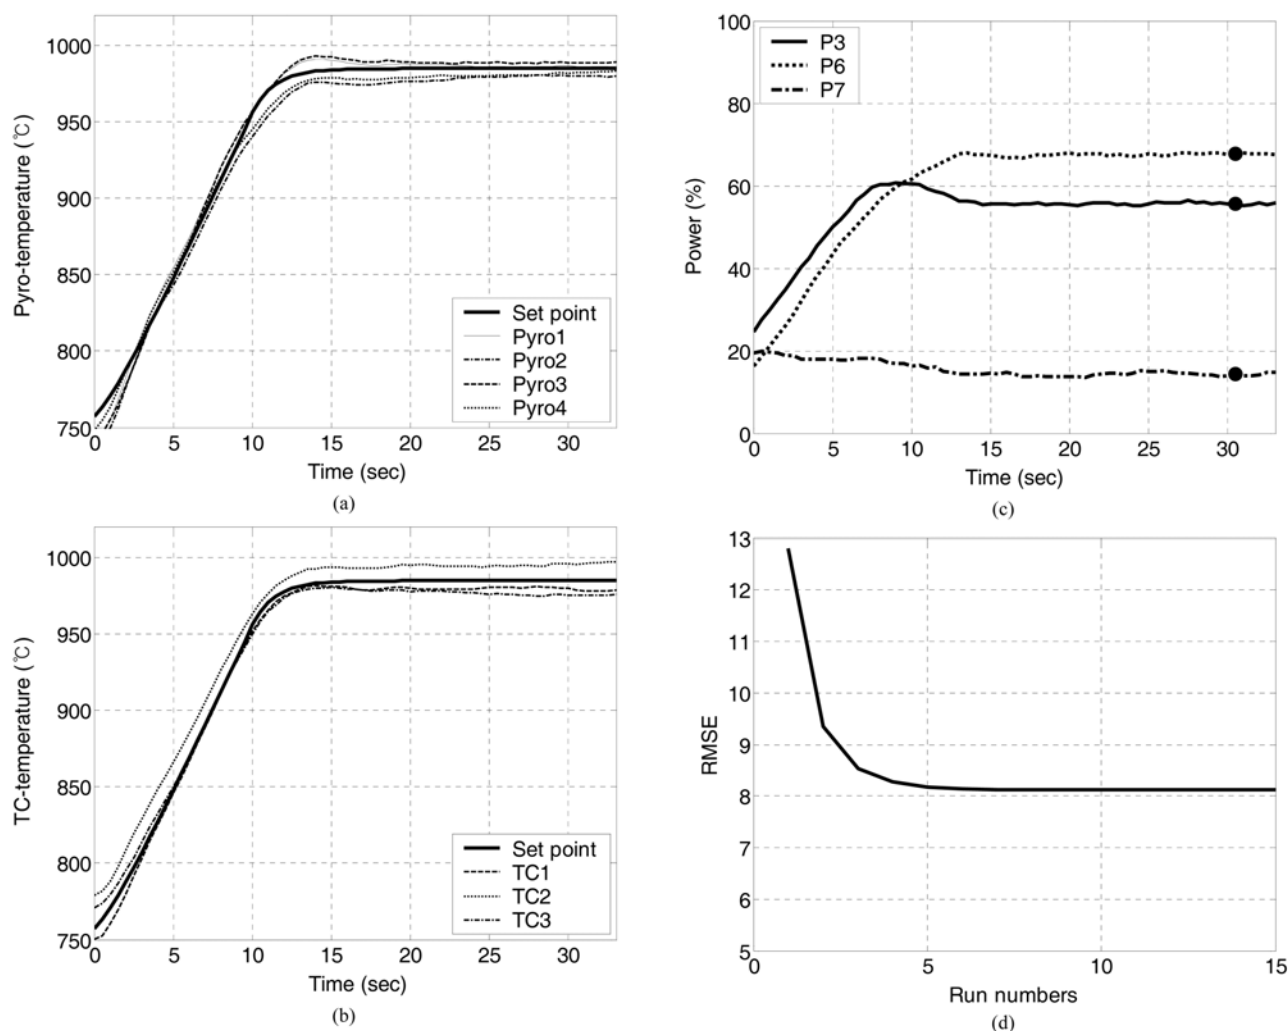 1000
950
900
850
800
750
Pyro-temperature (℃)
Set point
Pyro1
Pyro2
Pyro3
Pyro4
0 5 10 15 20 25 30
Time (sec)
(a)
100
80
60
40
20
0
Power (%)
P3
P6
P7
0 5 10 15 20 25 30
Time (sec)
(c)
1000
950
900
850
800
750
TC-temperature (℃)
Set point
TC1
TC2
TC3
0 5 10 15 20 25 30
Time (sec)
(b)
13
12
11
10
9
8
7
6
5
RMSE
0 5 10 15
Run numbers
(d)